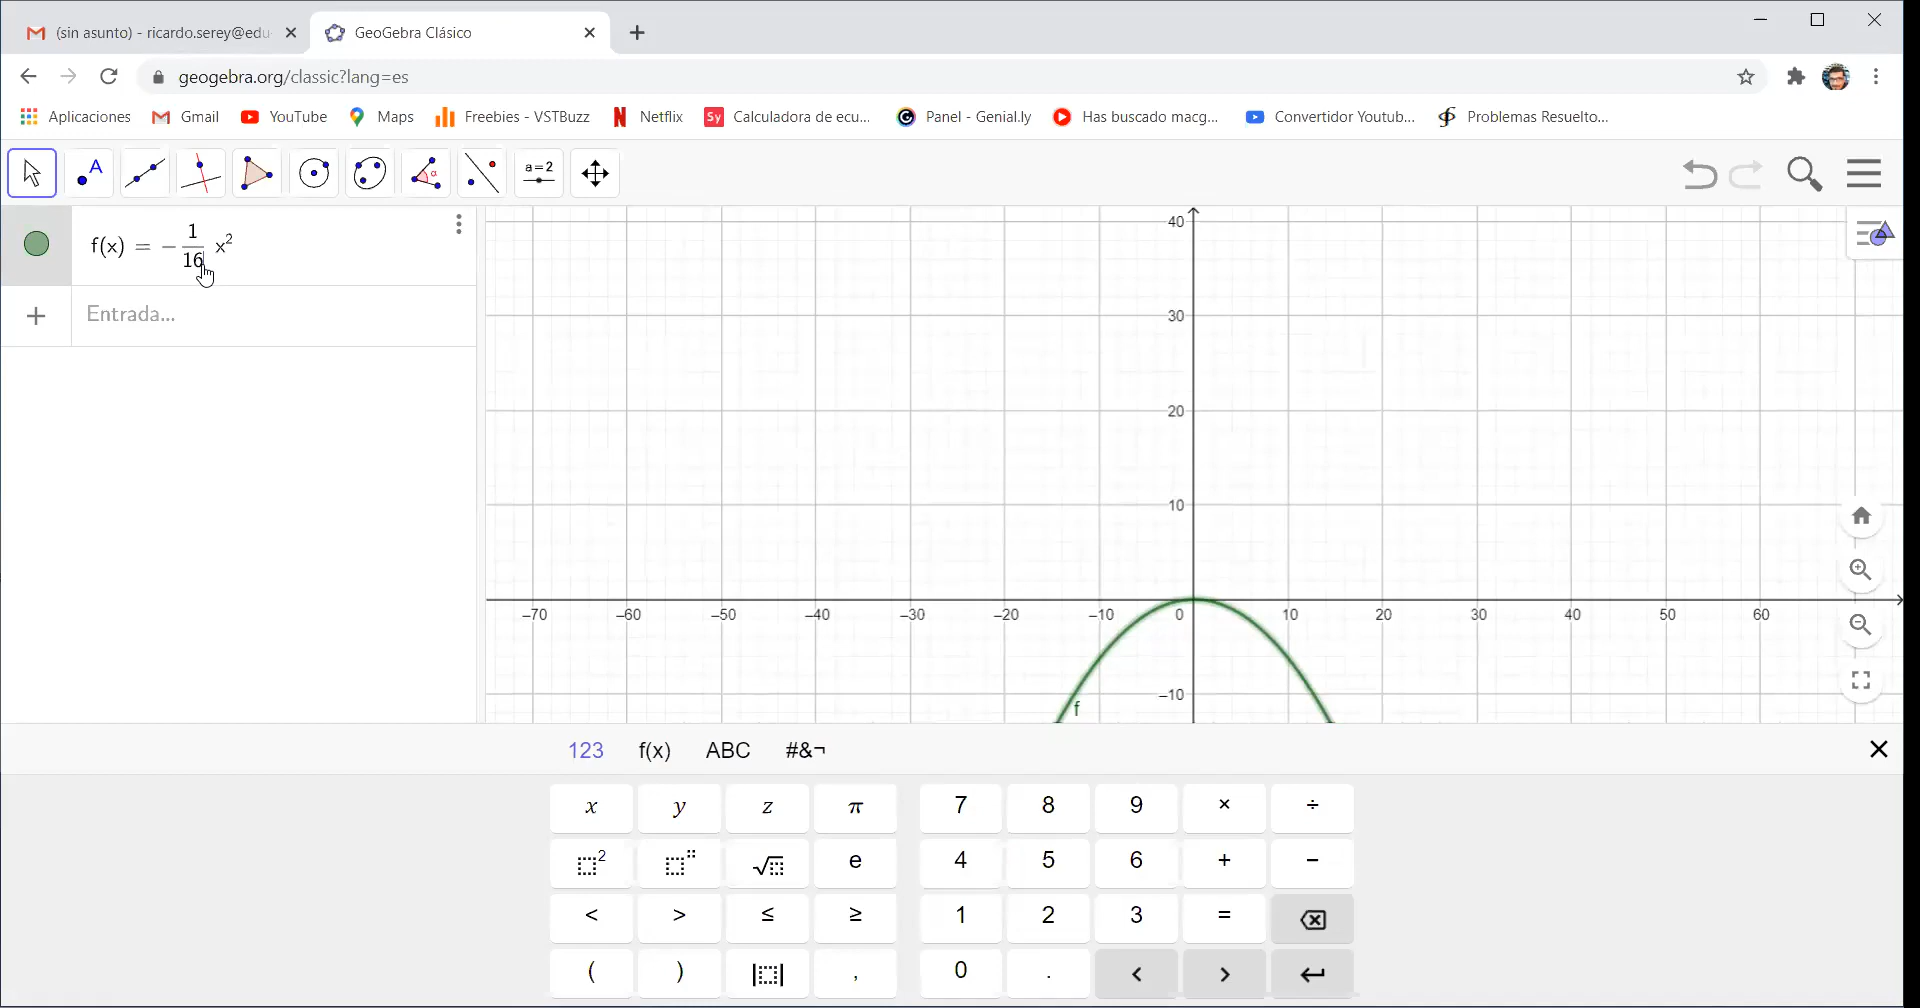 (sin asunto) - ricardo.serey@edu
GeoGebra Clásico
geogebra.org/classic?lang=es
Aplicaciones Gmail YouTube Maps Freebies - VSTBuzz Netflix Sy Calculadora de ecu... Panel - Genial.ly Has buscado macg... Convertidor Youtub... Problemas Resuelto...
A α a=2
f(x) = − 1/16 x²
Entrada...
40
30
20
10
−70 −60 −50 −40 −30 −20 −10 0 10 20 30 40 50 60
−10
f
123 f(x) ABC #&¬
x y z π 7 8 9 × ÷
2 √ e 4 5 6 + −
< > ≤ ≥ 1 2 3 =
( ) | | , 0 . < >